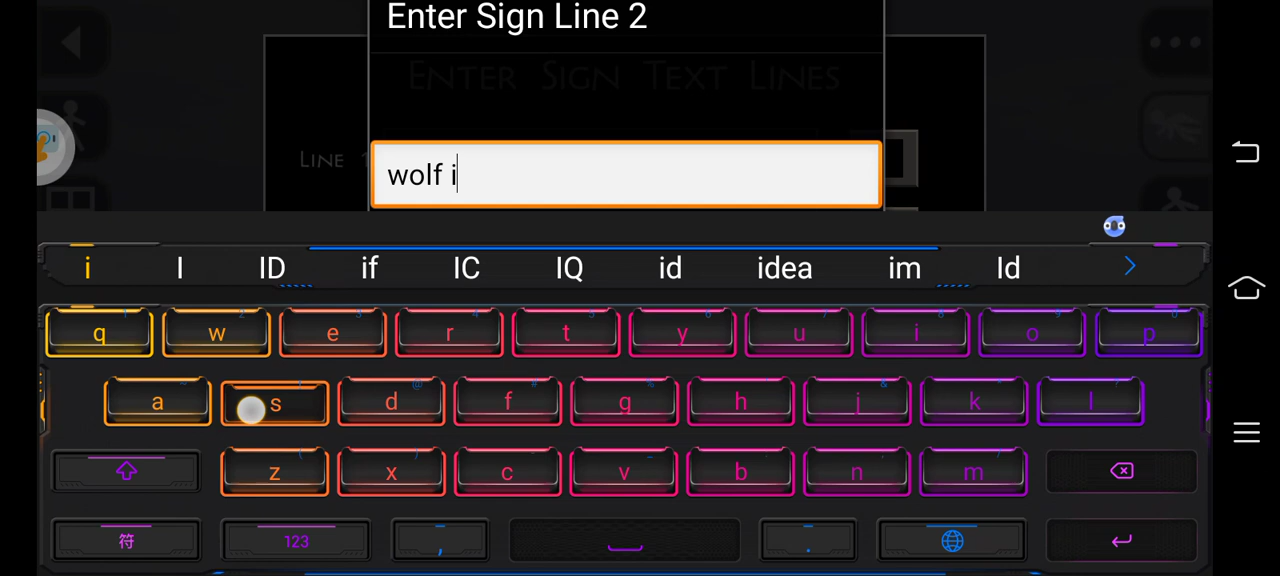 Enter Sign Line 2
ENTER SIGN TEXT LINES
LINE 1
wolf i
i I ID if IC IQ id idea im Id
q w e r t y u i o p
a s d f g h j k l
z x c v b n m
符 123 , .